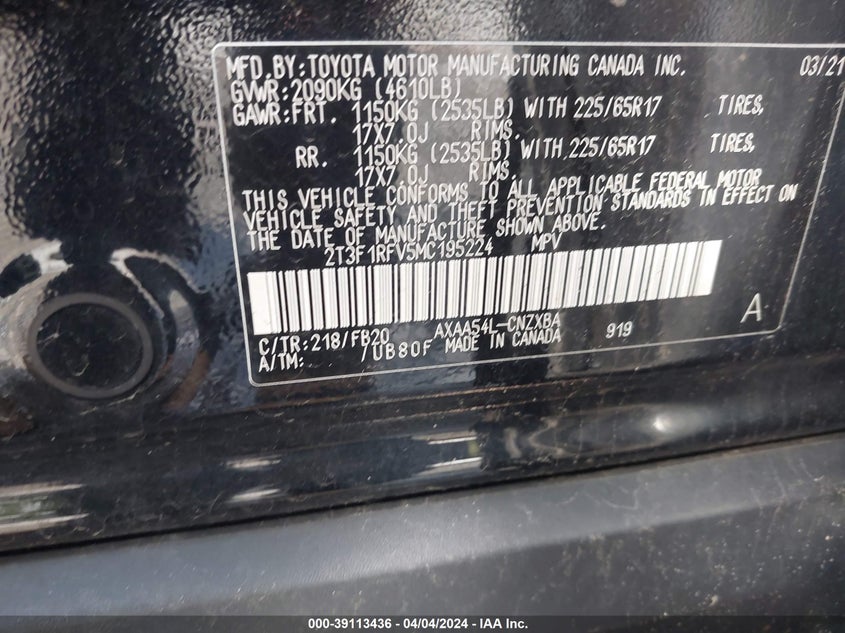 MFD.BY:TOYOTA MOTOR MANUFACTURING CANADA INC. 03/21
GVWR:2090KG (4610LB)
GAWR:FRT. 1150KG (2535LB) WITH 225/65R17 TIRES,
17X7.0J RIMS.
RR. 1150KG (2535LB) WITH 225/65R17 TIRES,
17X7.0J RIMS.
THIS VEHICLE CONFORMS TO ALL APPLICABLE FEDERAL MOTOR
VEHICLE SAFETY AND THEFT PREVENTION STANDARDS IN EFFECT ON
THE DATE OF MANUFACTURE SHOWN ABOVE.
2T3F1RFV5MC195224 MPV
C/TR:218/FB20 AXAA54L-CNZXBA A
A/TM: /UB80F MADE IN CANADA 919
000-39113436 - 04/04/2024 - IAA Inc.